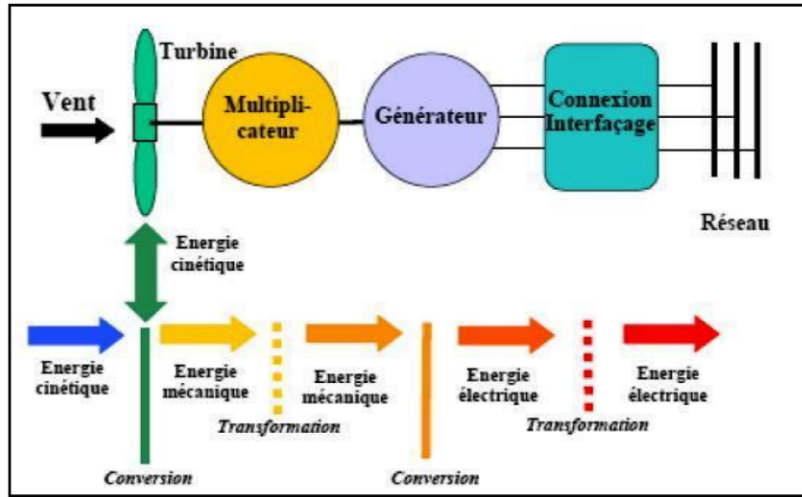 Turbine
Vent
Multipli-
cateur
Générateur
Connexion
Interfaçage
Réseau
Energie
cinétique
Energie
cinétique
Energie
mécanique
Energie
mécanique
Energie
électrique
Energie
électrique
Transformation
Transformation
Conversion
Conversion